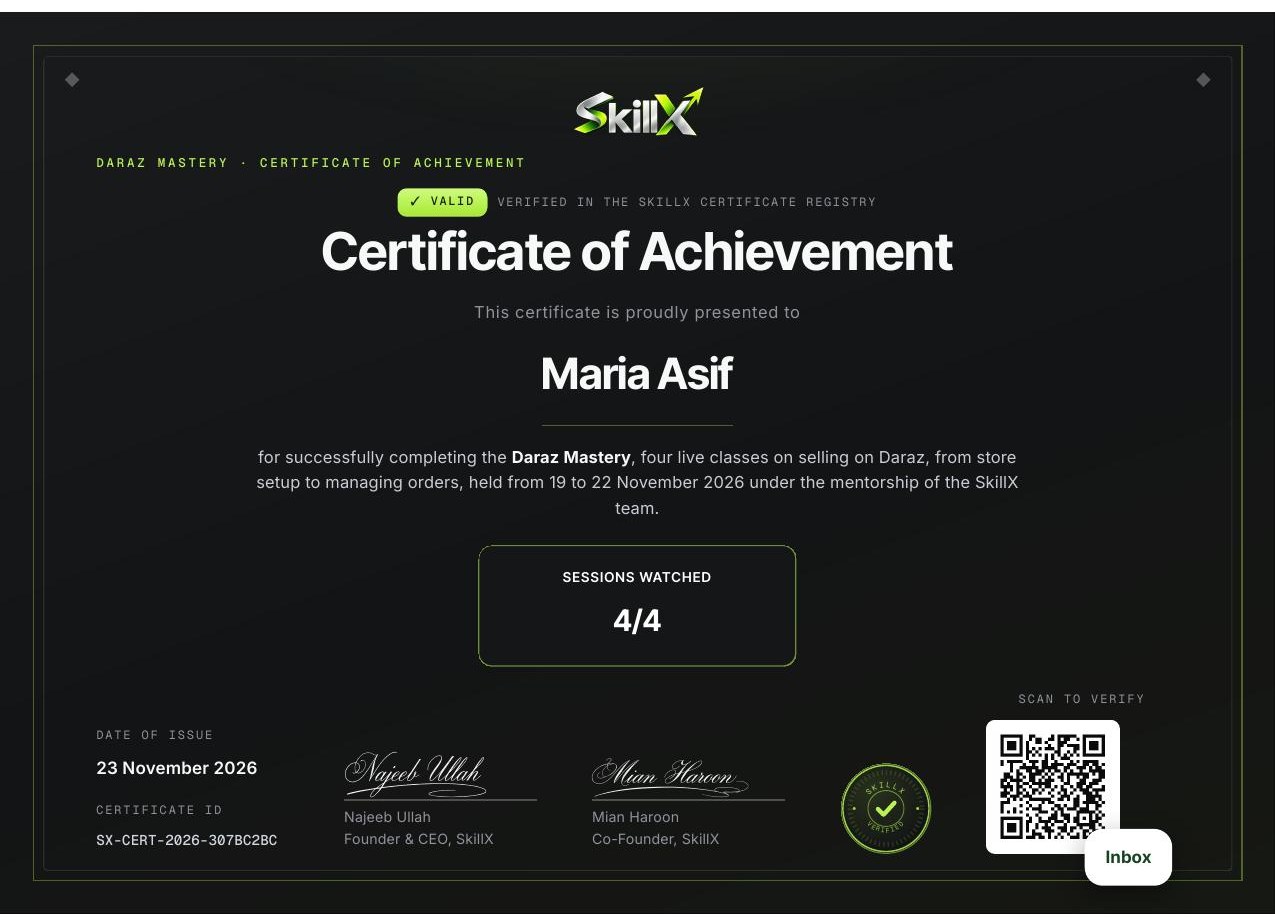 SkillX
DARAZ MASTERY · CERTIFICATE OF ACHIEVEMENT
✓ VALID VERIFIED IN THE SKILLX CERTIFICATE REGISTRY
Certificate of Achievement
This certificate is proudly presented to
Maria Asif
for successfully completing the Daraz Mastery, four live classes on selling on Daraz, from store
setup to managing orders, held from 19 to 22 November 2026 under the mentorship of the SkillX
team.
SESSIONS WATCHED
4/4
SCAN TO VERIFY
DATE OF ISSUE
23 November 2026
CERTIFICATE ID
SX-CERT-2026-307BC2BC
Najeeb Ullah
Najeeb Ullah
Founder & CEO, SkillX
Mian Haroon
Mian Haroon
Co-Founder, SkillX
SKILLX
VERIFIED
Inbox